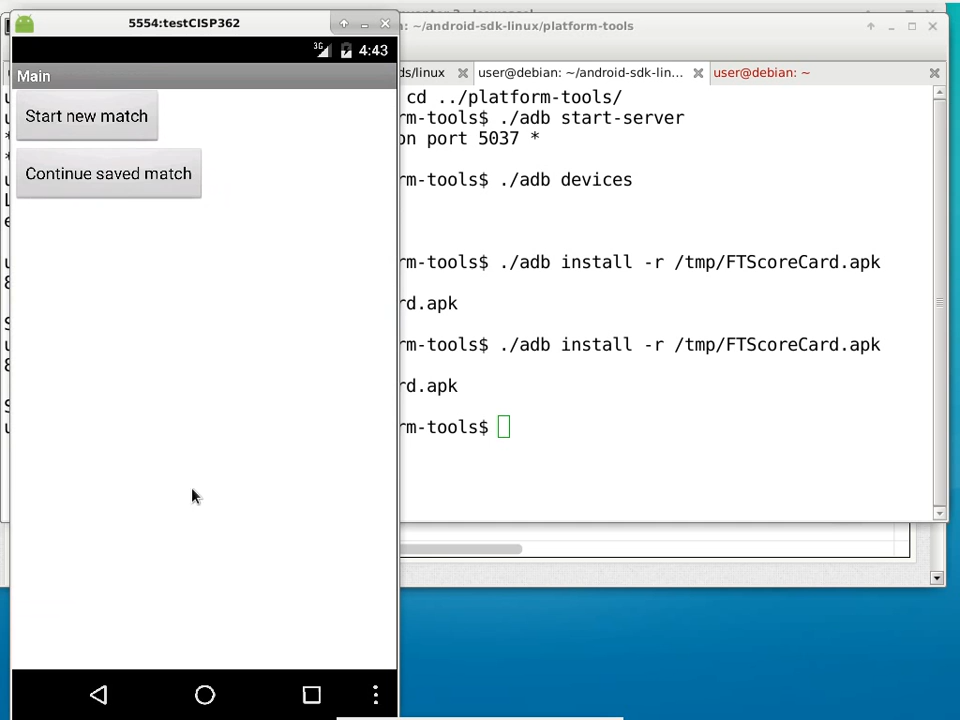 5554:testCISP362
: ~/android-sdk-linux/platform-tools
3G 4:43
Main
ds/linux
user@debian: ~/android-sdk-lin...
user@debian: ~
Start new match
Continue saved match
cd ../platform-tools/
rm-tools$ ./adb start-server
on port 5037 *
rm-tools$ ./adb devices
rm-tools$ ./adb install -r /tmp/FTScoreCard.apk
rd.apk
rm-tools$ ./adb install -r /tmp/FTScoreCard.apk
rd.apk
rm-tools$